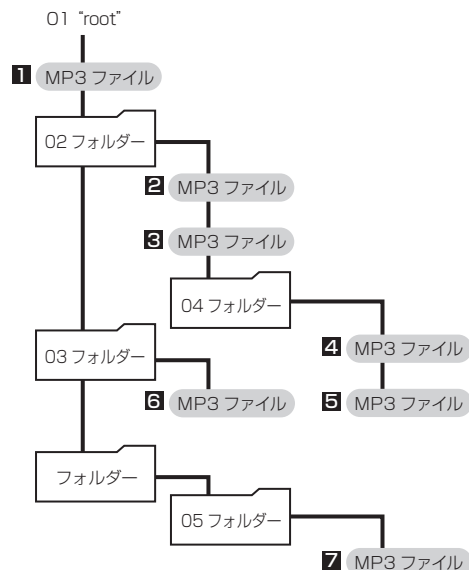 01 “root”
1 MP3 ファイル
02 フォルダー
2 MP3 ファイル
3 MP3 ファイル
04 フォルダー
03 フォルダー
4 MP3 ファイル
6 MP3 ファイル
5 MP3 ファイル
フォルダー
05 フォルダー
7 MP3 ファイル